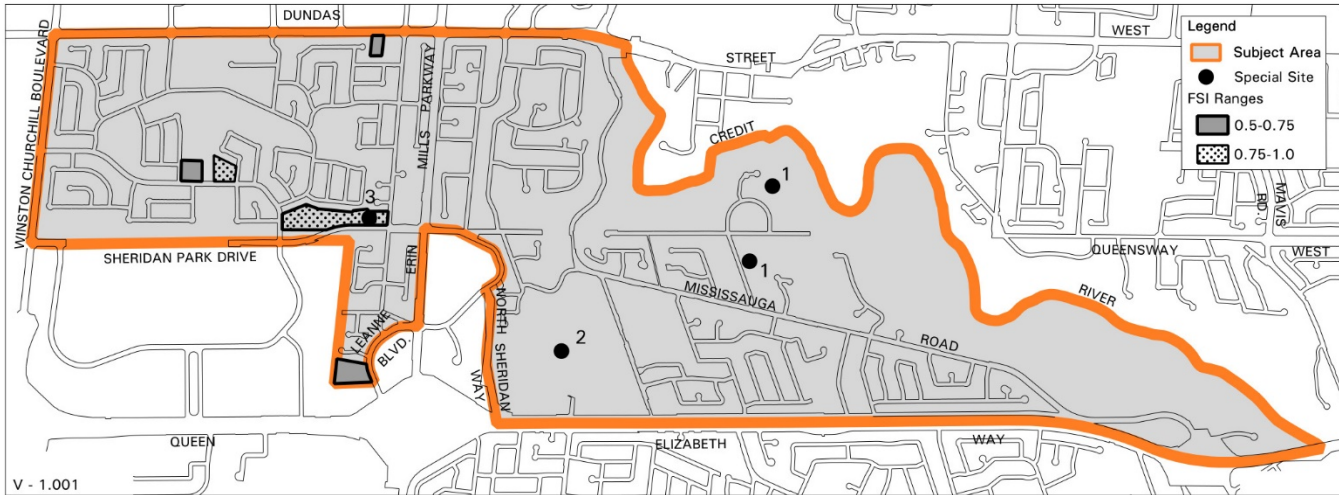 DUNDAS
WEST
STREET
WINSTON CHURCHILL BOULEVARD
MILLS PARKWAY
CREDIT
1
3
SHERIDAN PARK DRIVE
ERIN
1
MISSISSAUGA
ROAD
QUEENSWAY
WEST
RIVER
MAVIS
RD.
LEANNE
BLVD.
NORTH SHERIDAN
WAY
2
QUEEN
ELIZABETH
WAY
V - 1.001
Legend
Subject Area
Special Site
FSI Ranges
0.5-0.75
0.75-1.0